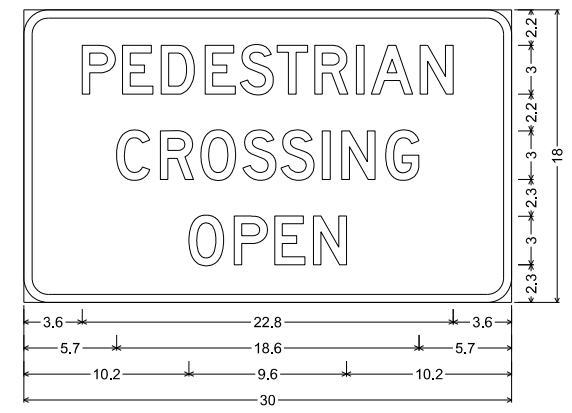 PEDESTRIAN
CROSSING
OPEN
2.2
3
2.2
3
2.3
3
2.3
18
3.6 22.8 3.6
5.7 18.6 5.7
10.2 9.6 10.2
30